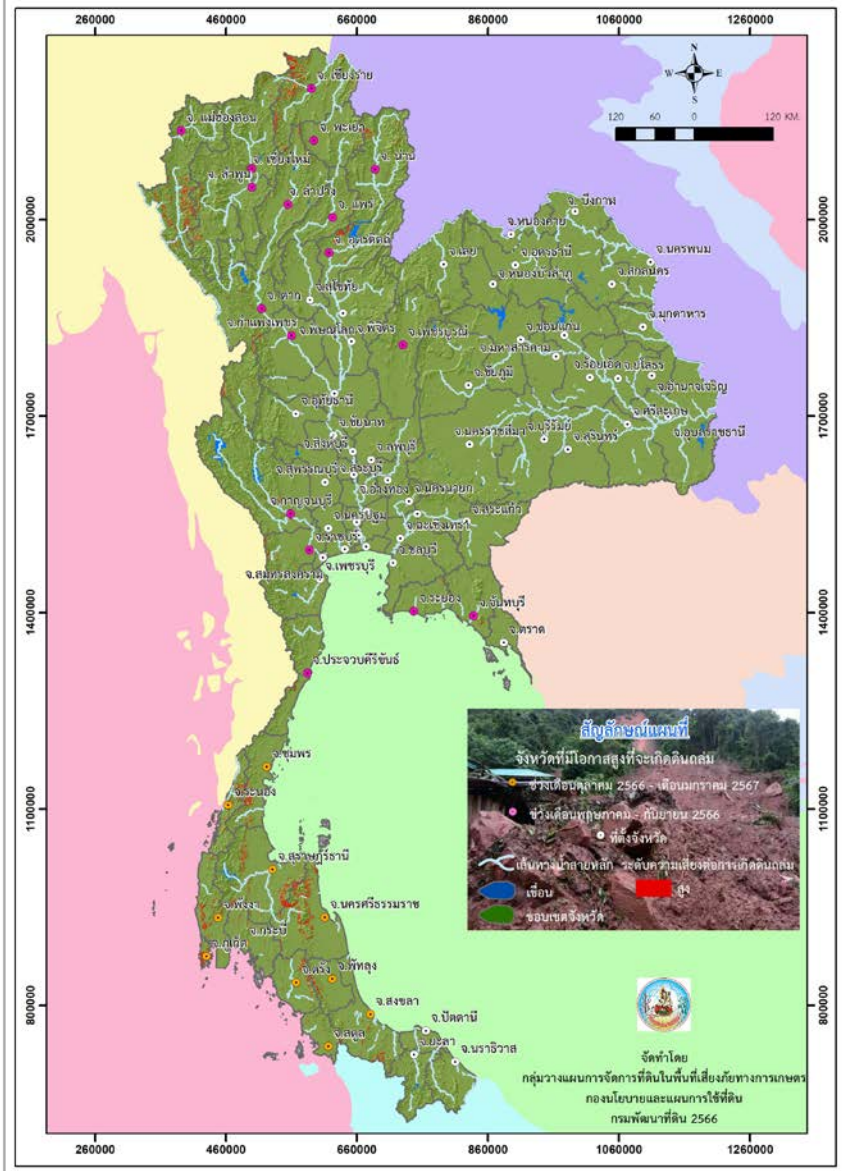 260000 460000 660000 860000 1060000 1260000
N
W E
S
120 60 0 120 KM.
จ. เชียงราย
จ. แม่ฮ่องสอน
จ. พะเยา
จ. เชียงใหม่
จ. น่าน
จ. ลำพูน
จ. ลำปาง
จ. แพร่
จ. บึงกาฬ
2000000 2000000
จ.หนองคาย
จ. อุตรดิตถ์
จ.เลย
จ.อุดรธานี
จ.นครพนม
จ.หนองบัวลำภู
จ.สกลนคร
จ.สุโขทัย
จ. ตาก
จ.มุกดาหาร
จ.กำแพงเพชร
จ.พิษณุโลก
จ.พิจิตร
จ.เพชรบูรณ์
จ.ขอนแก่น
จ.มหาสารคาม
จ.ชัยภูมิ
จ.ร้อยเอ็ด
จ.ยโสธร
จ.อำนาจเจริญ
จ.อุทัยธานี
1700000 1700000
จ.ชัยนาท
จ.ศรีสะเกษ
จ.อุบลราชธานี
จ.สิงห์บุรี
จ.ลพบุรี
จ.นครราชสีมา
จ.บุรีรัมย์
จ.สุรินทร์
จ.สุพรรณบุรี
จ.สระบุรี
จ.อ่างทอง
จ.นครนายก
จ.กาญจนบุรี
จ.นครปฐม
จ.สระแก้ว
จ.ฉะเชิงเทรา
จ.ราชบุรี
จ.ชลบุรี
จ.เพชรบุรี
จ.สมุทรสงคราม
1400000 1400000
จ.ระยอง
จ.จันทบุรี
จ.ตราด
จ.ประจวบคีรีขันธ์
จ.ชุมพร
จ.ระนอง
1100000 1100000
จ.สุราษฎร์ธานี
จ.พังงา
จ.นครศรีธรรมราช
จ.กระบี่
จ.ภูเก็ต
จ.ตรัง
จ.พัทลุง
800000 800000
จ.สงขลา
จ.ปัตตานี
จ.สตูล
จ.ยะลา
จ.นราธิวาส
สัญลักษณ์แผนที่
จังหวัดที่มีโอกาสสูงที่จะเกิดดินถล่ม
ช่วงเดือนตุลาคม 2566 - เดือนมกราคม 2567
ช่วงเดือนพฤษภาคม - กันยายน 2566
ที่ตั้งจังหวัด
เส้นทางน้ำสายหลัก ระดับความเสี่ยงต่อการเกิดดินถล่ม
เขื่อน สูง
ขอบเขตจังหวัด
จัดทำโดย
กลุ่มวางแผนการจัดการที่ดินในพื้นที่เสี่ยงภัยทางการเกษตร
กองนโยบายและแผนการใช้ที่ดิน
กรมพัฒนาที่ดิน 2566
260000 460000 660000 860000 1060000 1260000